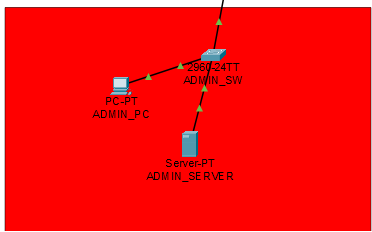 2960-24TT
ADMIN_SW
PC-PT
ADMIN_PC
Server-PT
ADMIN_SERVER